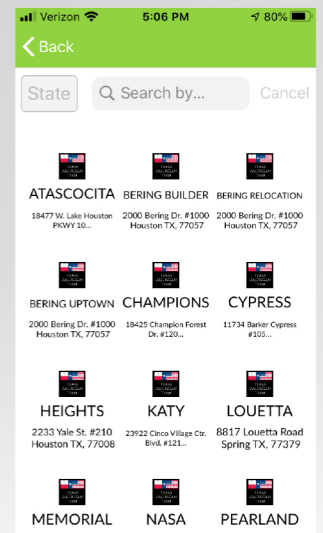 Verizon 5:06 PM 80%
Back
State Search by... Cancel
ATASCOCITA
18477 W. Lake Houston
PKWY 10...
BERING BUILDER
2000 Bering Dr. #1000
Houston TX, 77057
BERING RELOCATION
2000 Bering Dr. #1000
Houston TX, 77057
BERING UPTOWN
2000 Bering Dr. #1000
Houston TX, 77057
CHAMPIONS
18425 Champion Forest
Dr. #120...
CYPRESS
11734 Barker Cypress
#105...
HEIGHTS
2233 Yale St. #210
Houston TX, 77008
KATY
23922 Cinco Village Ctr.
Blvd. #121...
LOUETTA
8817 Louetta Road
Spring TX, 77379
MEMORIAL
NASA
PEARLAND